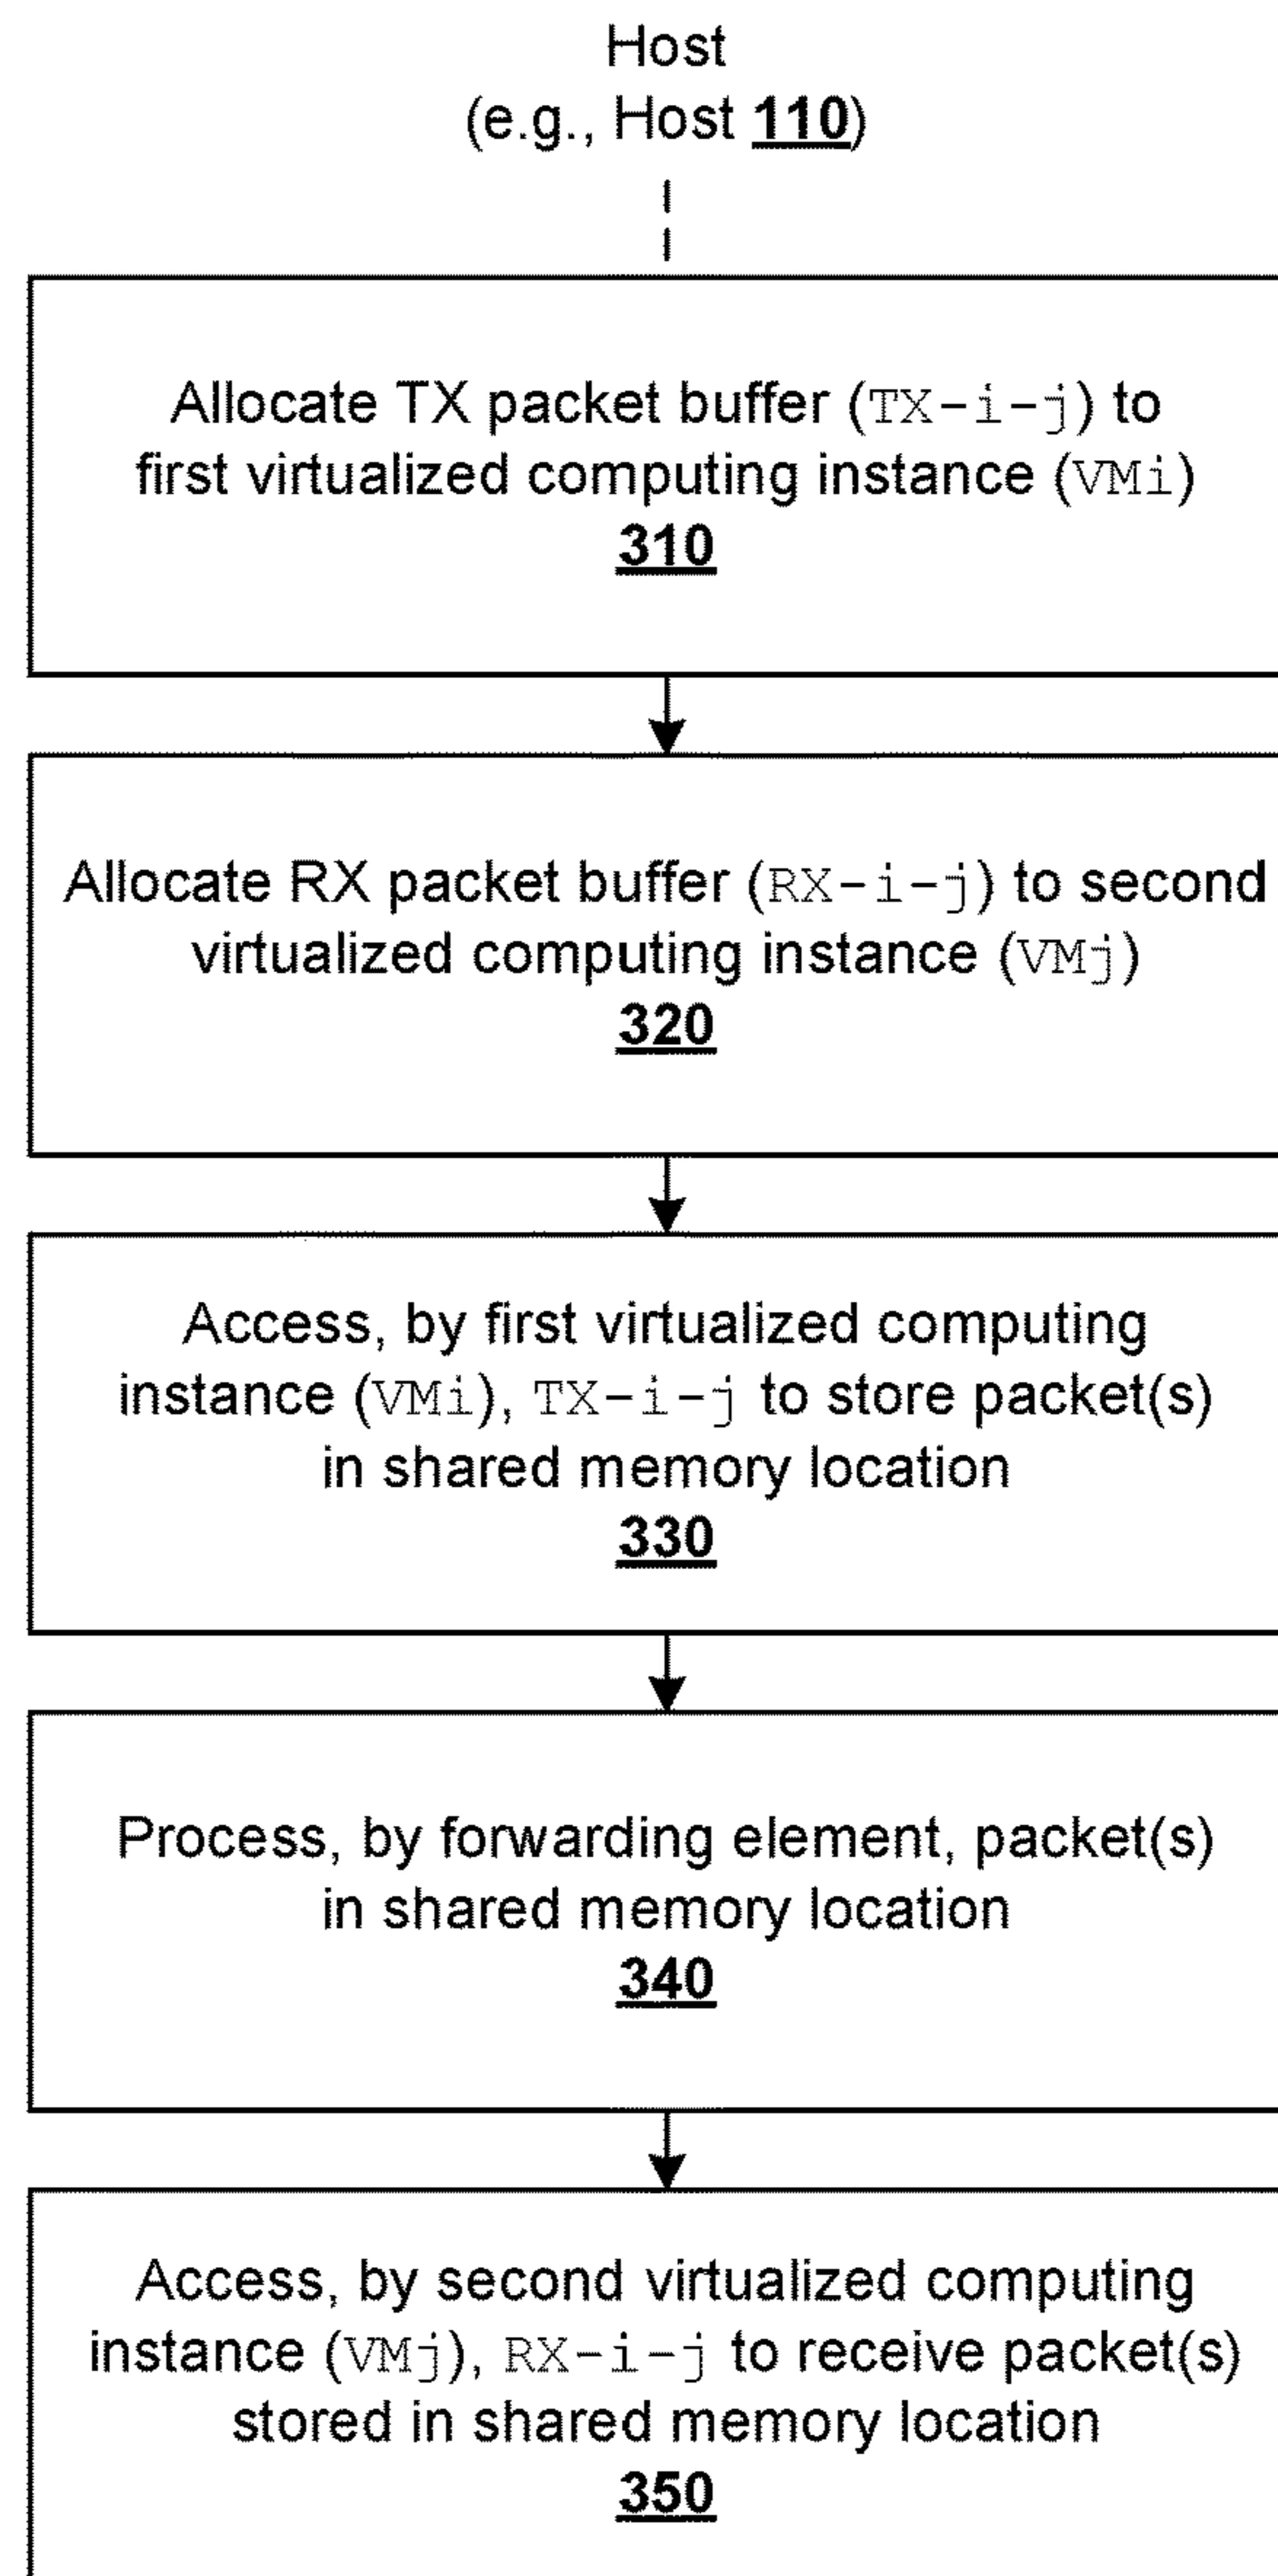 Host
(e.g., Host 110)
Allocate TX packet buffer (TX-i-j) to
first virtualized computing instance (VMi)
310
Allocate RX packet buffer (RX-i-j) to second
virtualized computing instance (VMj)
320
Access, by first virtualized computing
instance (VMi), TX-i-j to store packet(s)
in shared memory location
330
Process, by forwarding element, packet(s)
in shared memory location
340
Access, by second virtualized computing
instance (VMj), RX-i-j to receive packet(s)
stored in shared memory location
350